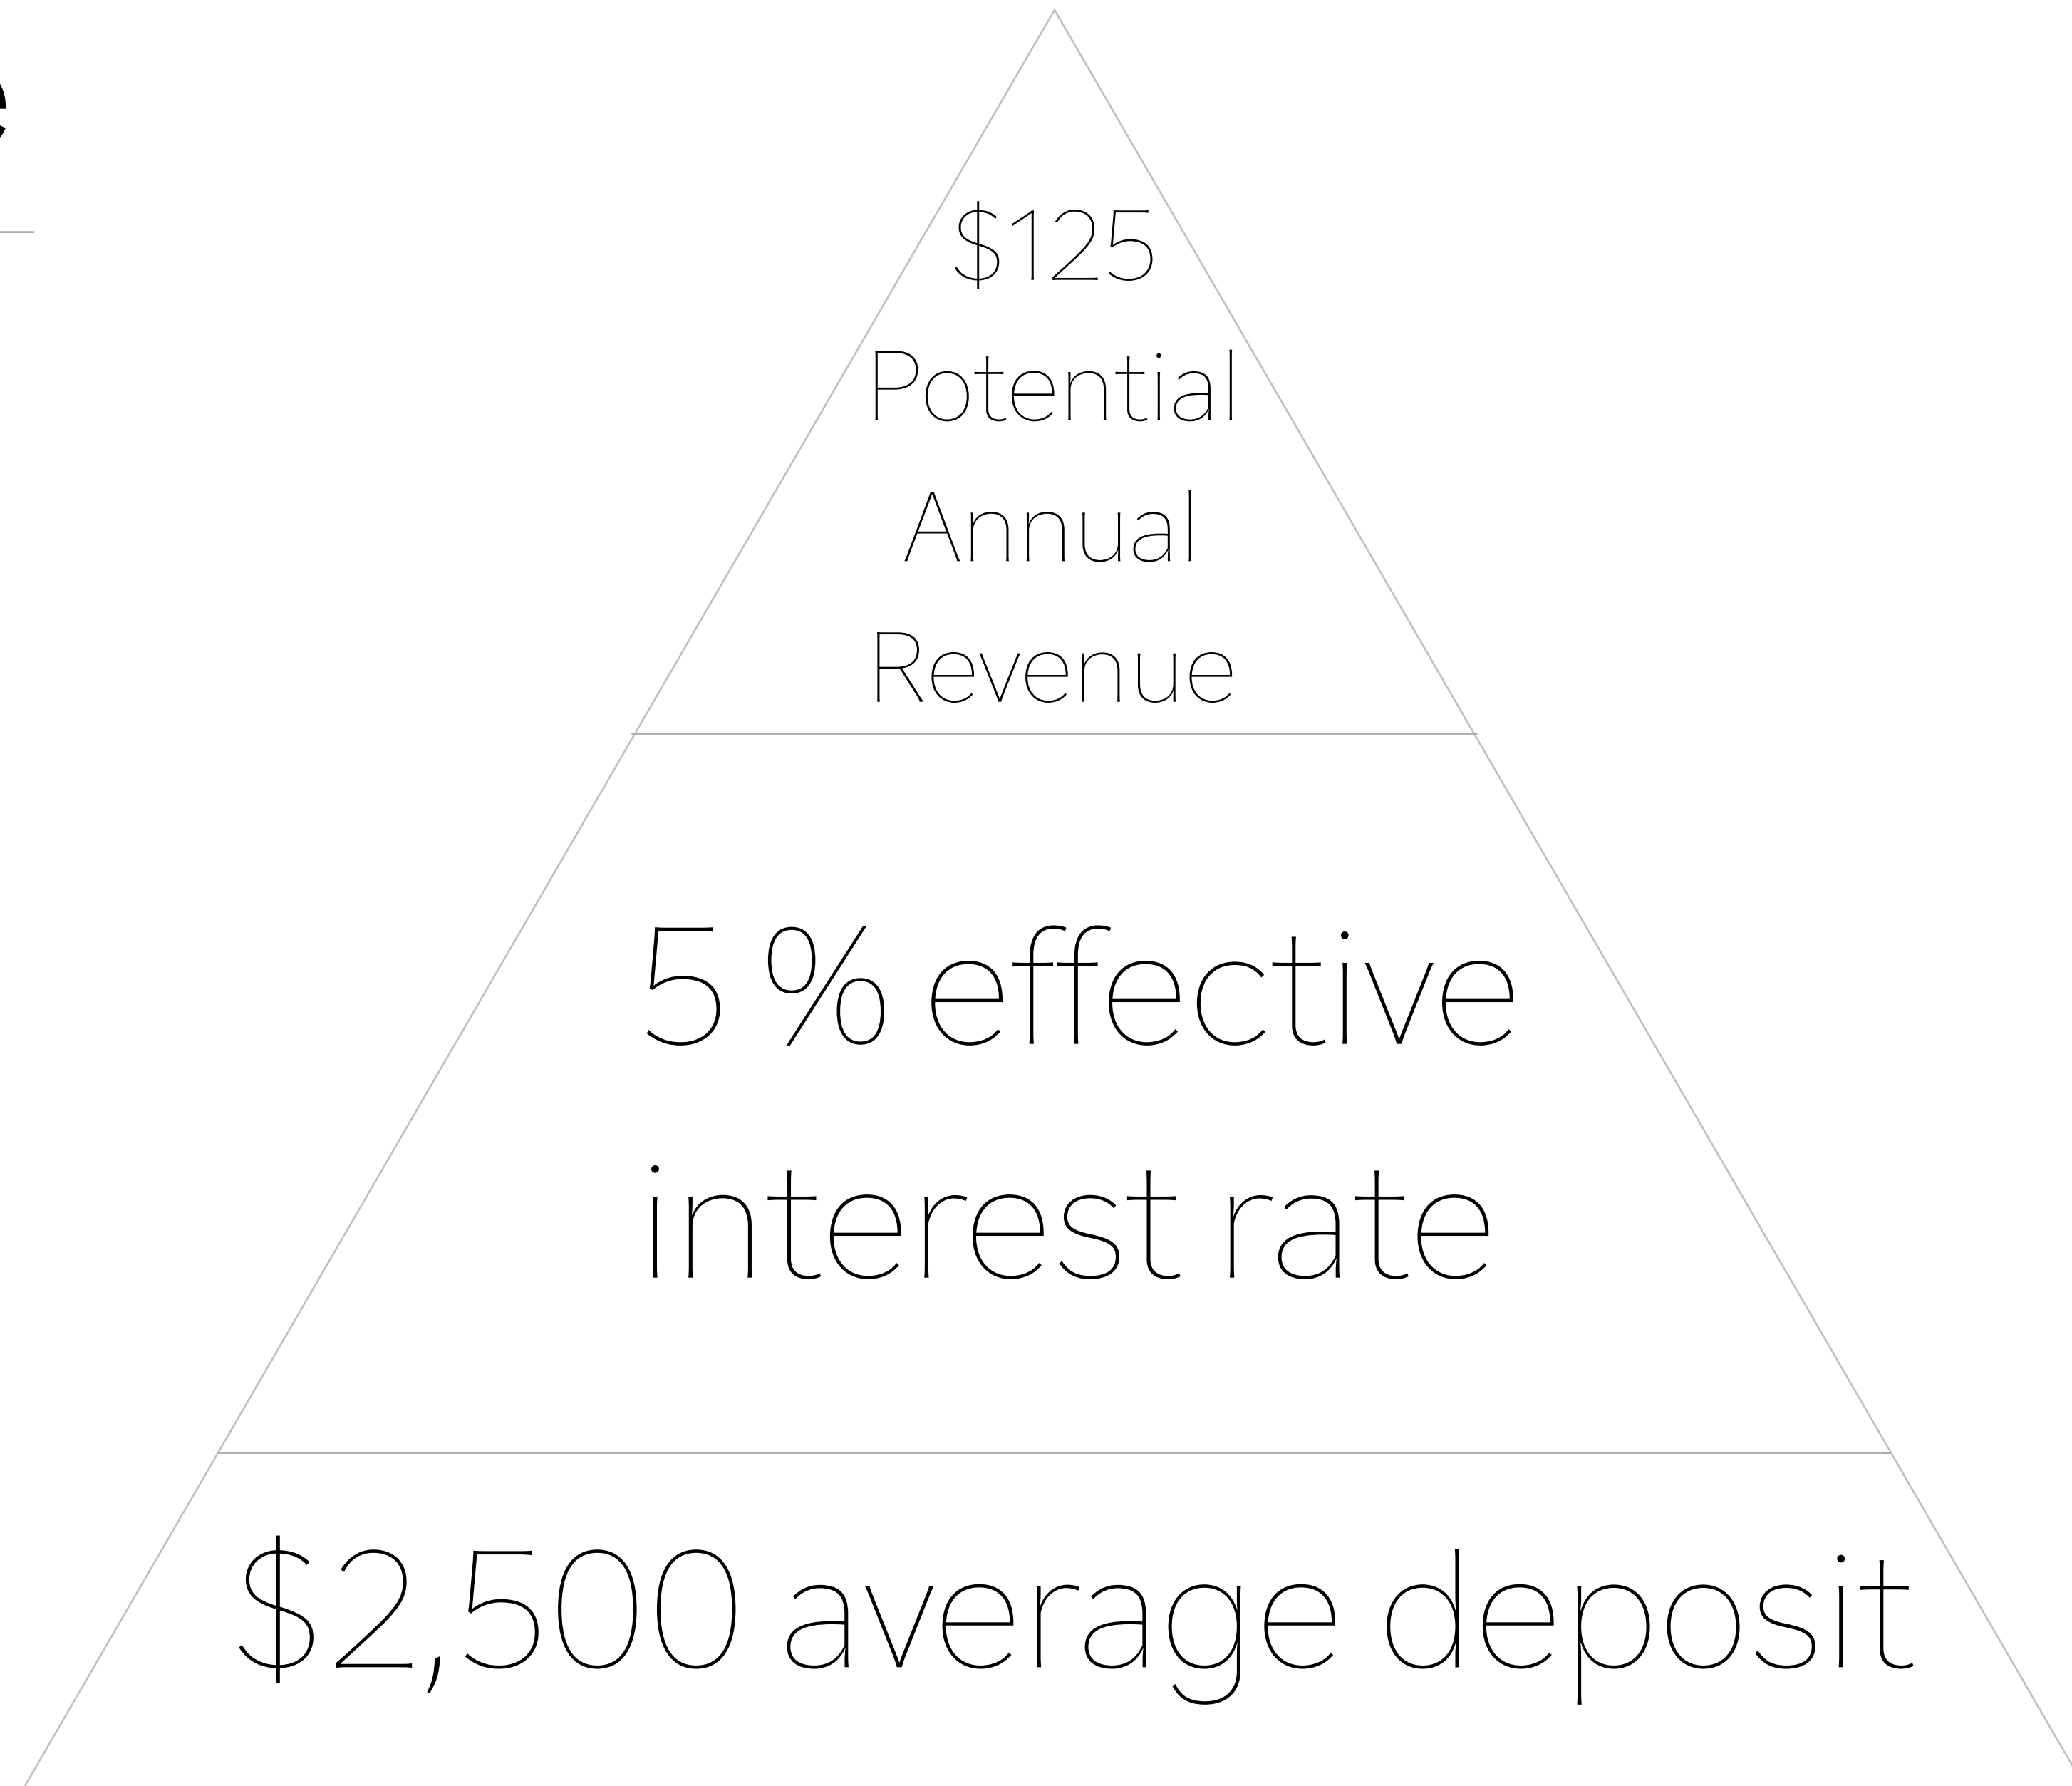 e
$125
Potential
Annual
Revenue
5 % effective
interest rate
$2,500 average deposit